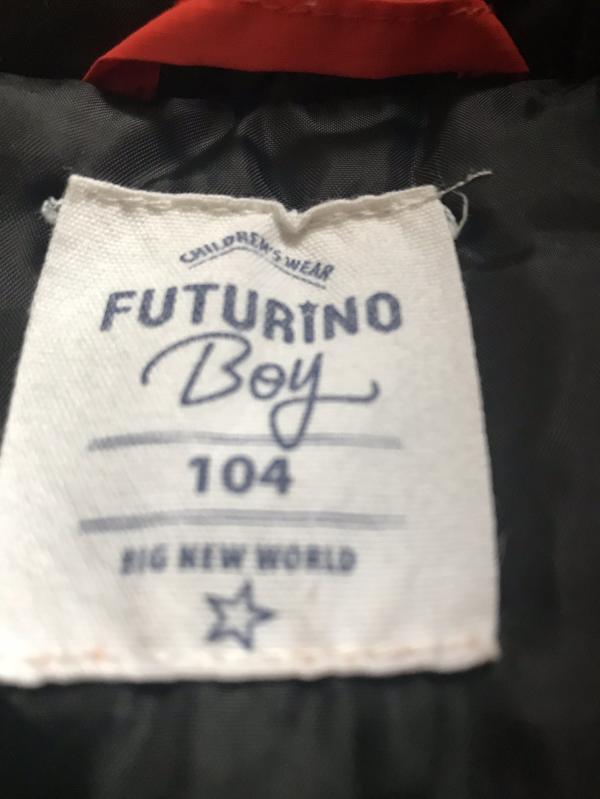 CHILDREN'S WEAR
FUTURINO
Boy
104
BIG NEW WORLD